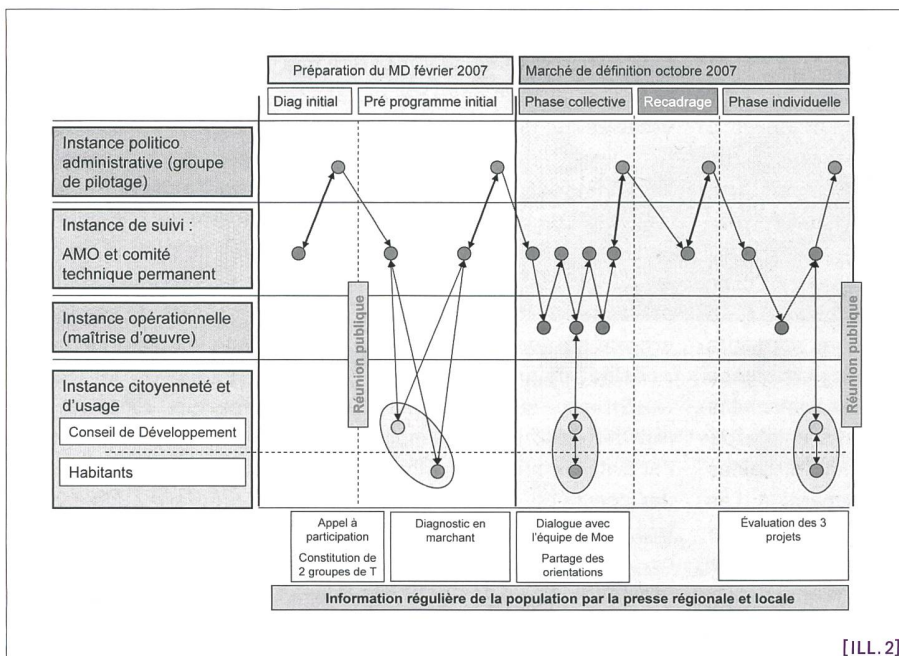 Préparation du MD février 2007
Marché de définition octobre 2007
Diag initial
Pré programme initial
Phase collective
Recadrage
Phase individuelle
Instance politico
administrative (groupe
de pilotage)
Instance de suivi :
AMO et comité
technique permanent
Instance opérationnelle
(maîtrise d'œuvre)
Instance citoyenneté et
d'usage
Conseil de Développement
Habitants
Réunion publique
Réunion publique
Appel à
participation
Constitution de
2 groupes de T
Diagnostic en
marchant
Dialogue avec
l'équipe de Moe
Partage des
orientations
Évaluation des 3
projets
Information régulière de la population par la presse régionale et locale
[ILL.2]